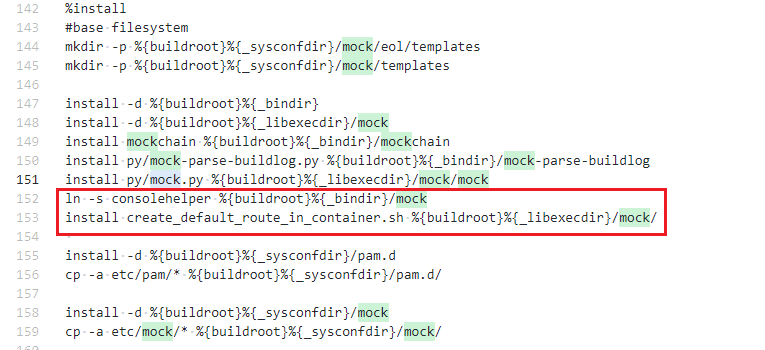 142 %install
143 #base filesystem
144 mkdir -p %{buildroot}%{_sysconfdir}/mock/eol/templates
145 mkdir -p %{buildroot}%{_sysconfdir}/mock/templates
146
147 install -d %{buildroot}%{_bindir}
148 install -d %{buildroot}%{_libexecdir}/mock
149 install mockchain %{buildroot}%{_bindir}/mockchain
150 install py/mock-parse-buildlog.py %{buildroot}%{_bindir}/mock-parse-buildlog
151 install py/mock.py %{buildroot}%{_libexecdir}/mock/mock
152 ln -s consolehelper %{buildroot}%{_bindir}/mock
153 install create_default_route_in_container.sh %{buildroot}%{_libexecdir}/mock/
154
155 install -d %{buildroot}%{_sysconfdir}/pam.d
156 cp -a etc/pam/* %{buildroot}%{_sysconfdir}/pam.d/
157
158 install -d %{buildroot}%{_sysconfdir}/mock
159 cp -a etc/mock/* %{buildroot}%{_sysconfdir}/mock/